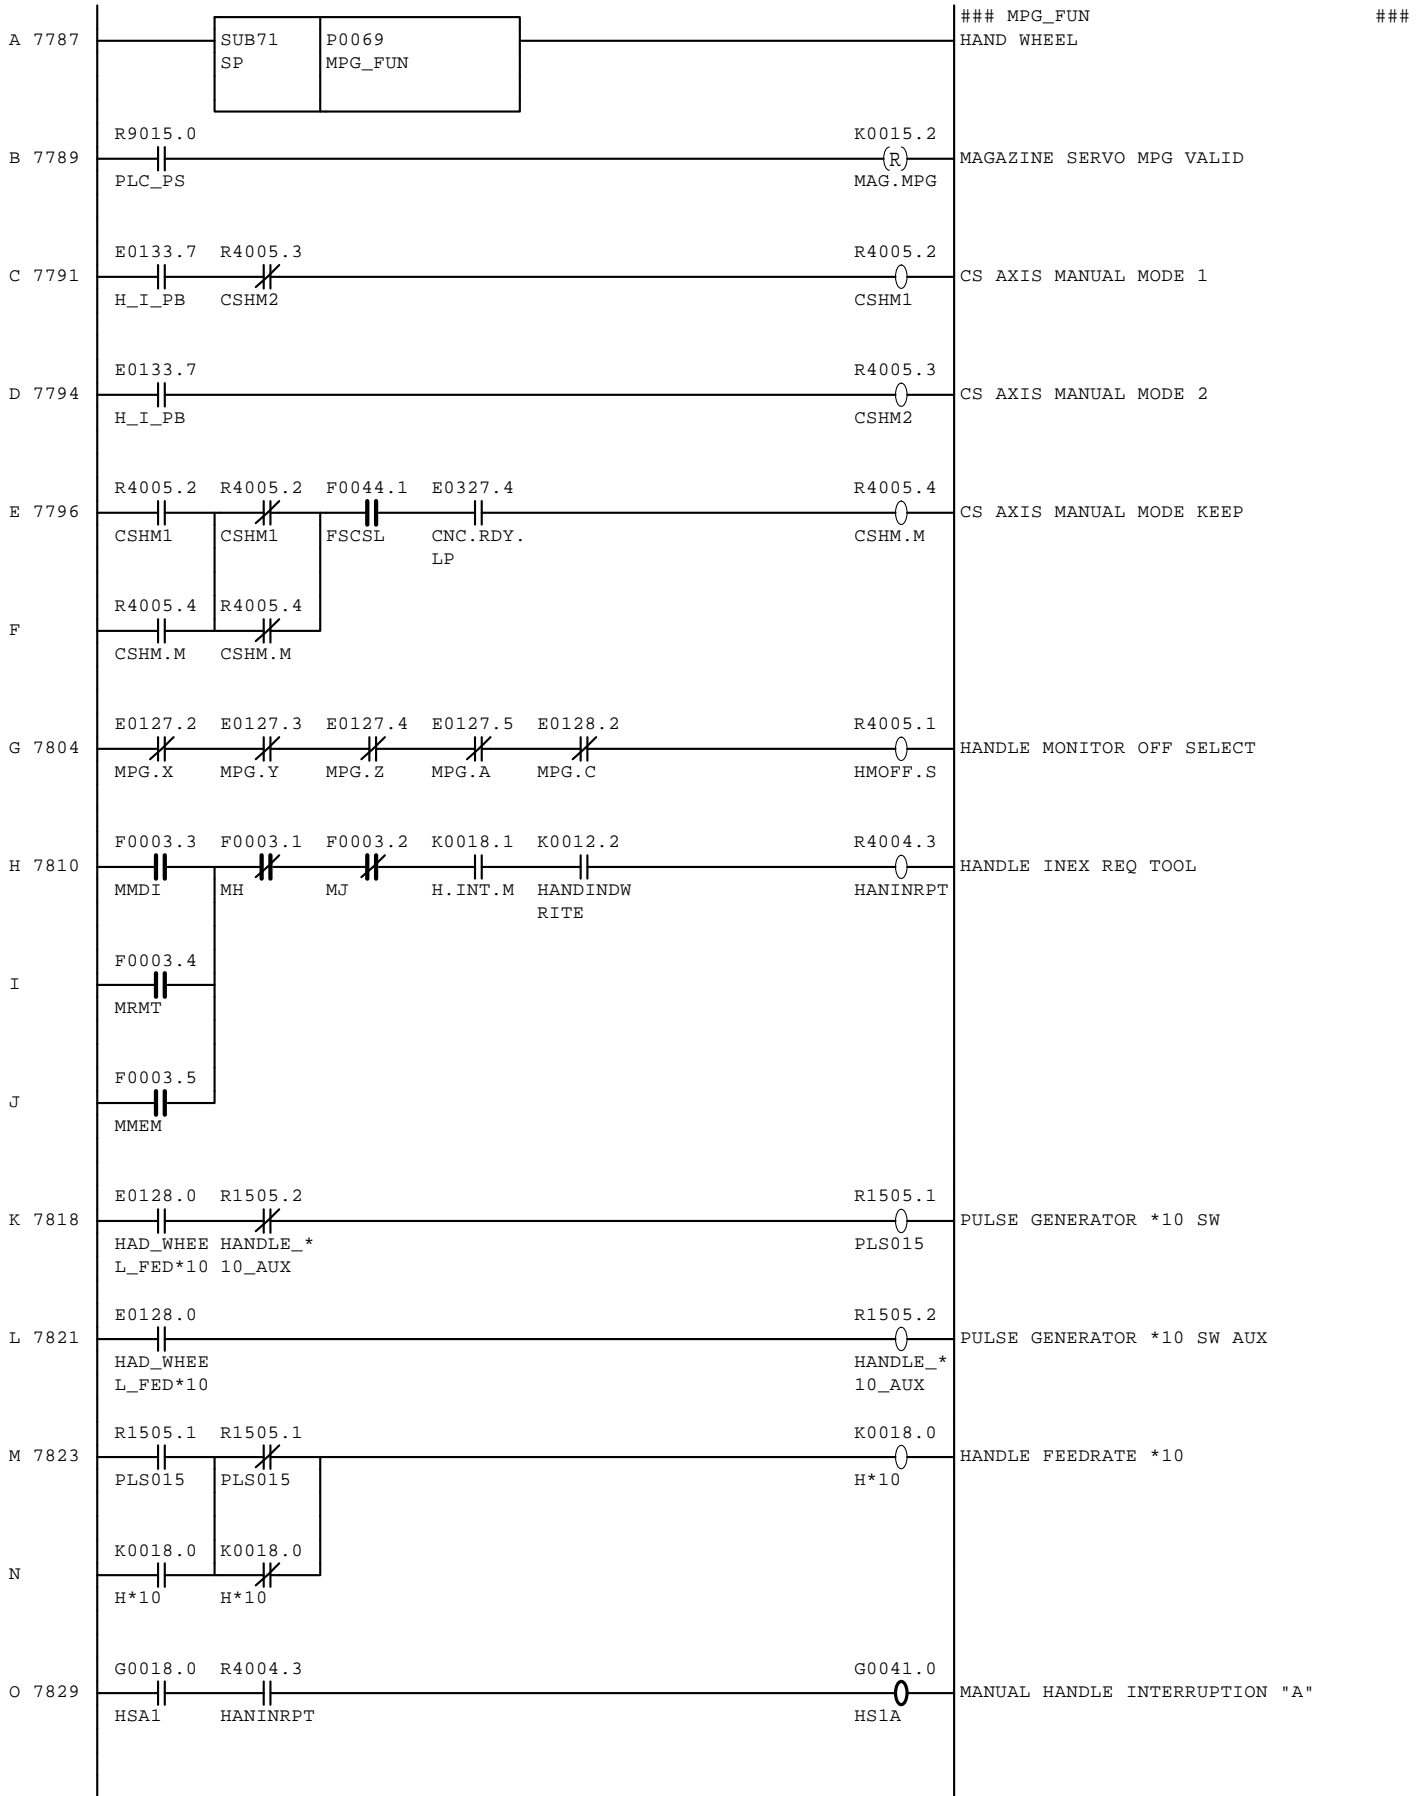 ### MPG_FUN ###
A 7787 SUB71 P0069 HAND WHEEL
SP MPG_FUN
R9015.0 K0015.2
B 7789 (R) MAGAZINE SERVO MPG VALID
PLC_PS MAG.MPG
E0133.7 R4005.3 R4005.2
C 7791 CS AXIS MANUAL MODE 1
H_I_PB CSHM2 CSHM1
E0133.7 R4005.3
D 7794 CS AXIS MANUAL MODE 2
H_I_PB CSHM2
R4005.2 R4005.2 F0044.1 E0327.4 R4005.4
E 7796 CS AXIS MANUAL MODE KEEP
CSHM1 CSHM1 FSCSL CNC.RDY. CSHM.M
LP
R4005.4 R4005.4
F
CSHM.M CSHM.M
E0127.2 E0127.3 E0127.4 E0127.5 E0128.2 R4005.1
G 7804 HANDLE MONITOR OFF SELECT
MPG.X MPG.Y MPG.Z MPG.A MPG.C HMOFF.S
F0003.3 F0003.1 F0003.2 K0018.1 K0012.2 R4004.3
H 7810 HANDLE INEX REQ TOOL
MMDI MH MJ H.INT.M HANDINDW HANINRPT
RITE
F0003.4
I
MRMT
F0003.5
J
MMEM
E0128.0 R1505.2 R1505.1
K 7818 PULSE GENERATOR *10 SW
HAD_WHEE HANDLE_* PLS015
L_FED*10 10_AUX
E0128.0 R1505.2
L 7821 PULSE GENERATOR *10 SW AUX
HAD_WHEE HANDLE_*
L_FED*10 10_AUX
R1505.1 R1505.1 K0018.0
M 7823 HANDLE FEEDRATE *10
PLS015 PLS015 H*10
K0018.0 K0018.0
N
H*10 H*10
G0018.0 R4004.3 G0041.0
O 7829 MANUAL HANDLE INTERRUPTION "A"
HSA1 HANINRPT HS1A